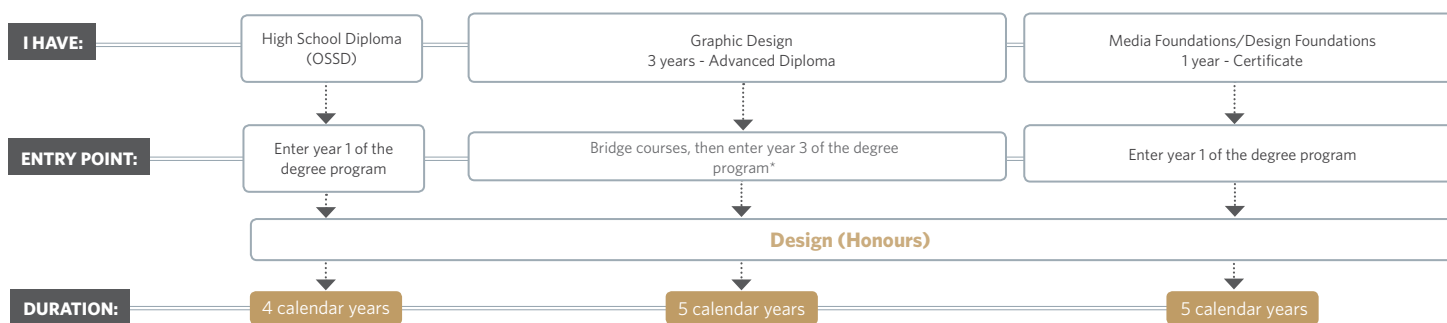 I HAVE:
High School Diploma
(OSSD)
Graphic Design
3 years - Advanced Diploma
Media Foundations/Design Foundations
1 year - Certificate
ENTRY POINT:
Enter year 1 of the
degree program
Bridge courses, then enter year 3 of the degree
program*
Enter year 1 of the degree program
Design (Honours)
DURATION:
4 calendar years
5 calendar years
5 calendar years